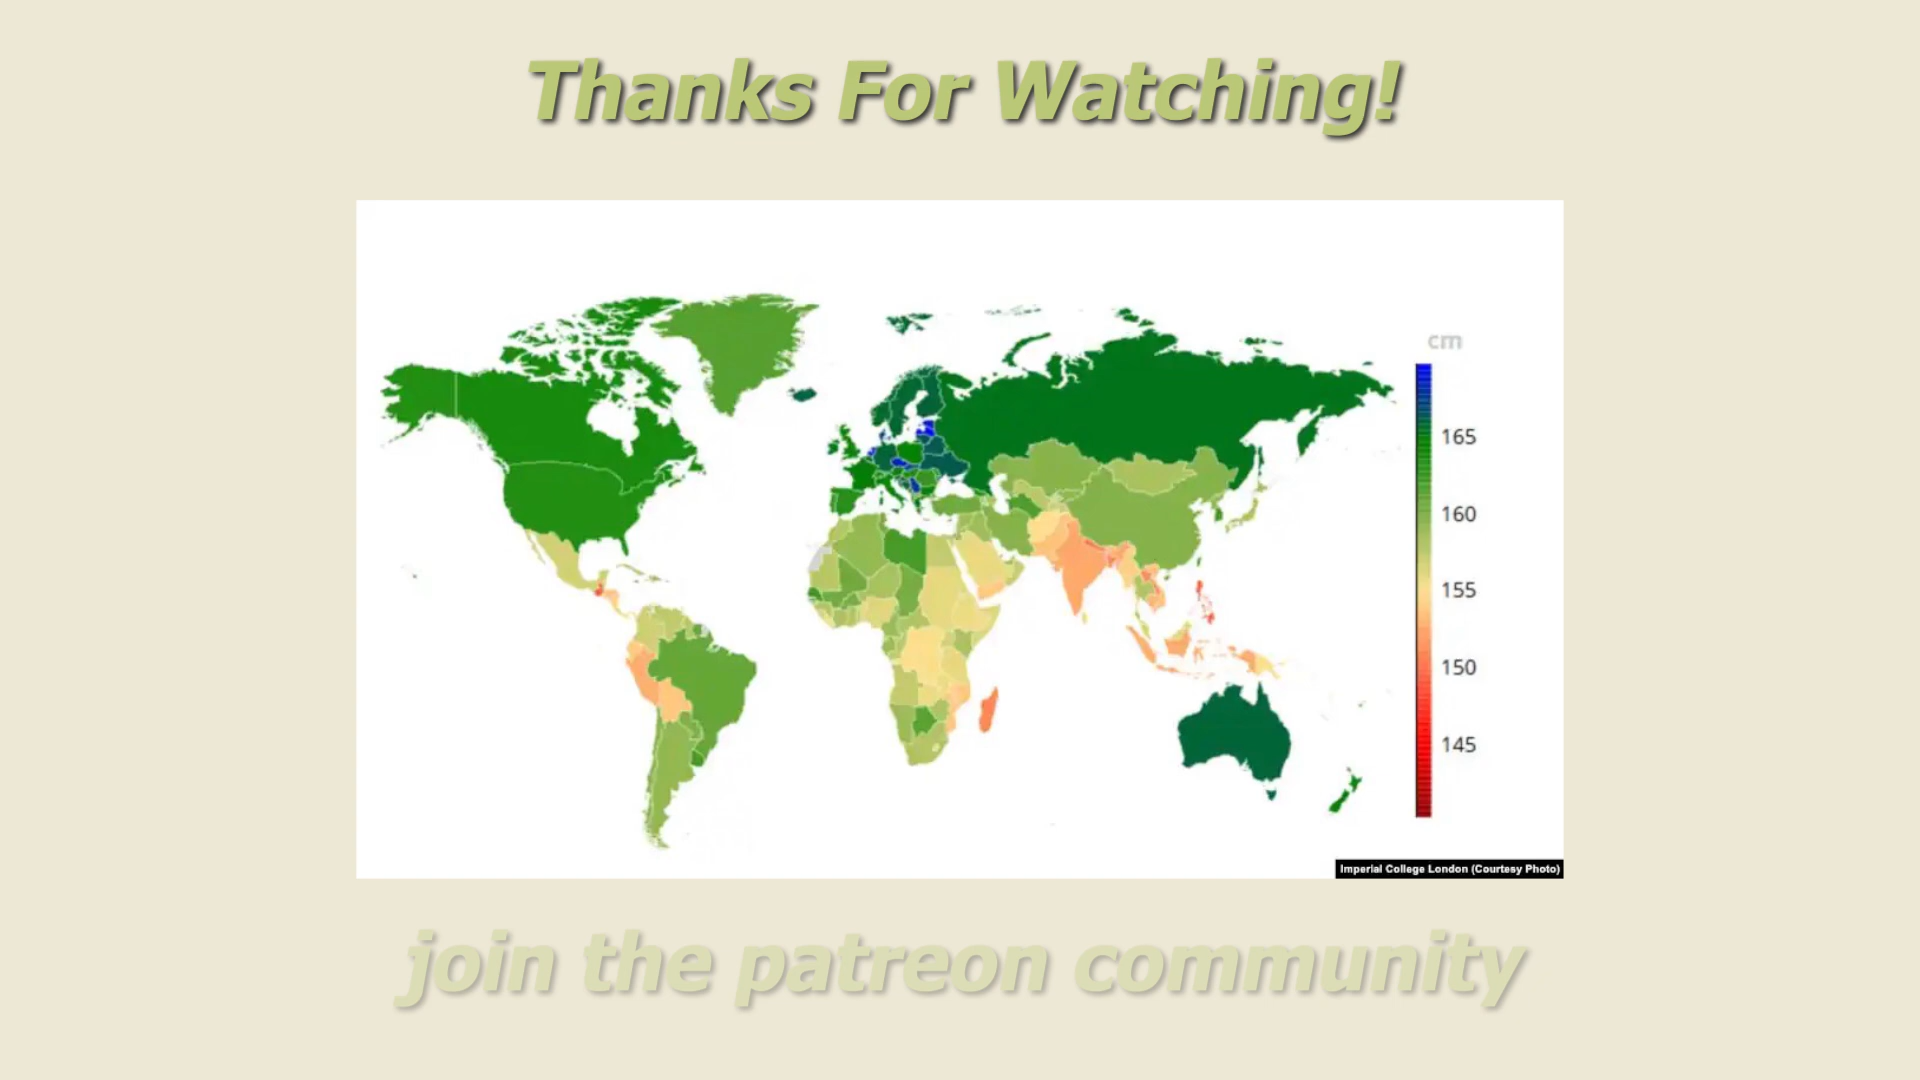 Thanks For Watching!
cm
165
160
155
150
145
Imperial College London (Courtesy Photo)
join the patreon community